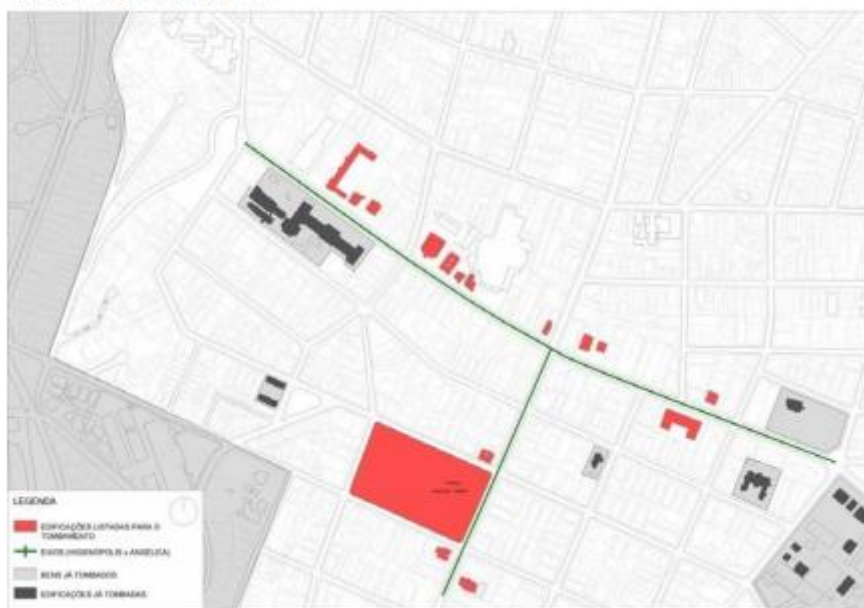 LEGENDA
EDIFICAÇÕES LISTADAS PARA O
TOMBAMENTO
EIXOS (HIGIENÓPOLIS e ANGÉLICA)
BENS JÁ TOMBADOS
EDIFICAÇÕES JÁ TOMBADAS